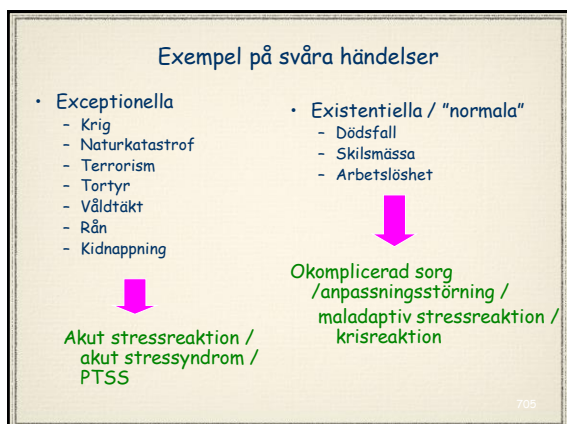 Exempel på svåra händelser
• Exceptionella
– Krig
– Naturkatastrof
– Terrorism
– Tortyr
– Våldtäkt
– Rån
– Kidnappning
Akut stressreaktion /
akut stressyndrom /
PTSS
• Existentiella / "normala"
– Dödsfall
– Skilsmässa
– Arbetslöshet
Okomplicerad sorg
/anpassningsstörning /
maladaptiv stressreaktion /
krisreaktion
705